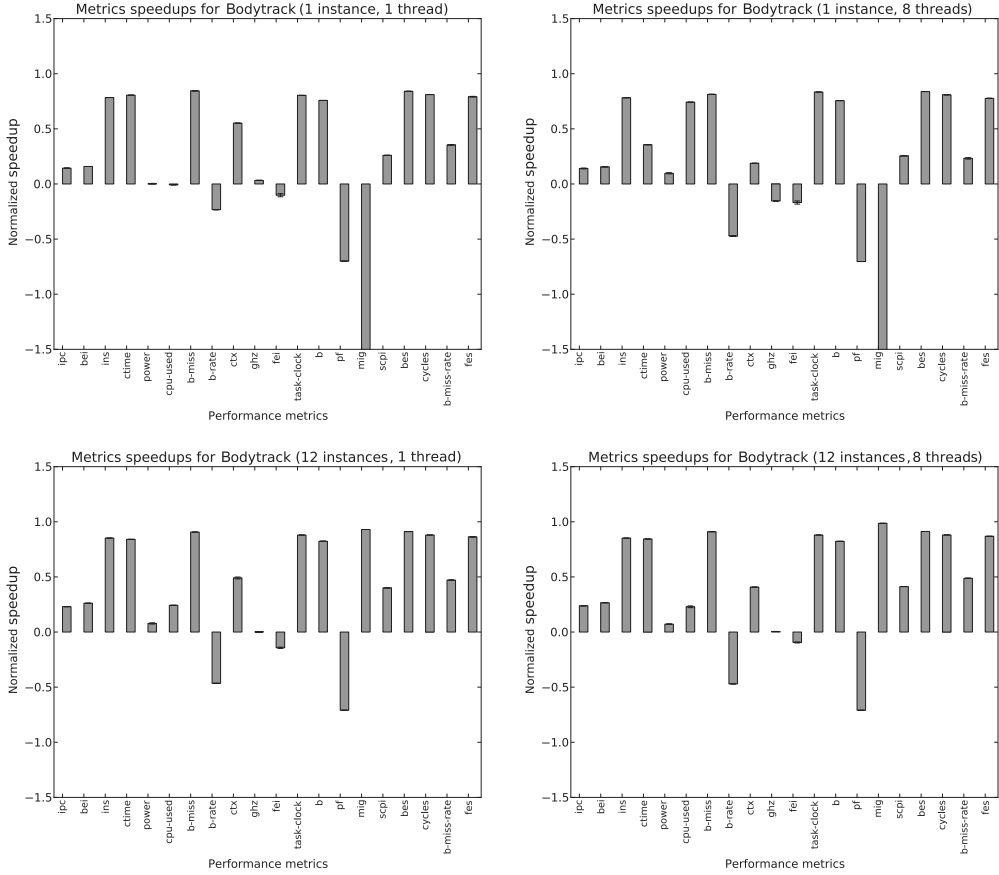 Metrics speedups for Bodytrack (1 instance, 1 thread)
1.5
1.0
0.5
0.0
−0.5
−1.0
−1.5
Normalized speedup
ipc
bei
ins
ctime
power
cpu-used
b-miss
b-rate
ctx
ghz
fei
task-clock
b
pf
mig
scpi
bes
cycles
b-miss-rate
fes
Performance metrics
Metrics speedups for Bodytrack (1 instance, 8 threads)
1.5
1.0
0.5
0.0
−0.5
−1.0
−1.5
Normalized speedup
ipc
bei
ins
ctime
power
cpu-used
b-miss
b-rate
ctx
ghz
fei
task-clock
b
pf
mig
scpi
bes
cycles
b-miss-rate
fes
Performance metrics
Metrics speedups for Bodytrack (12 instances, 1 thread)
1.5
1.0
0.5
0.0
−0.5
−1.0
−1.5
Normalized speedup
ipc
bei
ins
ctime
power
cpu-used
b-miss
b-rate
ctx
ghz
fei
task-clock
b
pf
mig
scpi
bes
cycles
b-miss-rate
fes
Performance metrics
Metrics speedups for Bodytrack (12 instances, 8 threads)
1.5
1.0
0.5
0.0
−0.5
−1.0
−1.5
Normalized speedup
ipc
bei
ins
ctime
power
cpu-used
b-miss
b-rate
ctx
ghz
fei
task-clock
b
pf
mig
scpi
bes
cycles
b-miss-rate
fes
Performance metrics